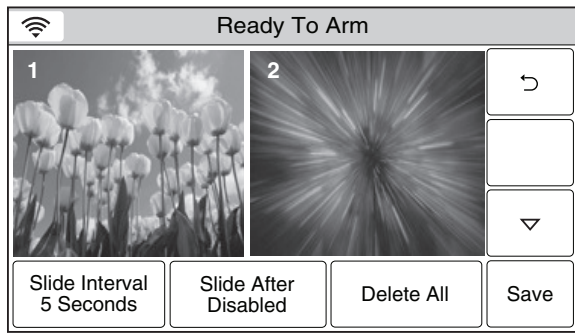 Ready To Arm
1
2
Slide Interval
5 Seconds
Slide After
Disabled
Delete All
Save